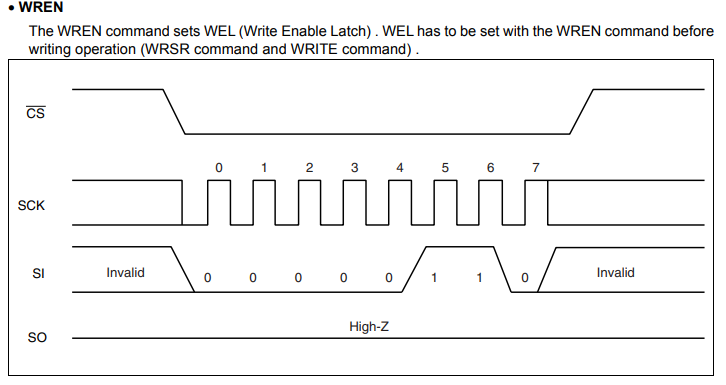 • WREN
The WREN command sets WEL (Write Enable Latch) . WEL has to be set with the WREN command before
writing operation (WRSR command and WRITE command) .
CS
0 1 2 3 4 5 6 7
SCK
SI Invalid 0 0 0 0 0 1 1 0 Invalid
High-Z
SO